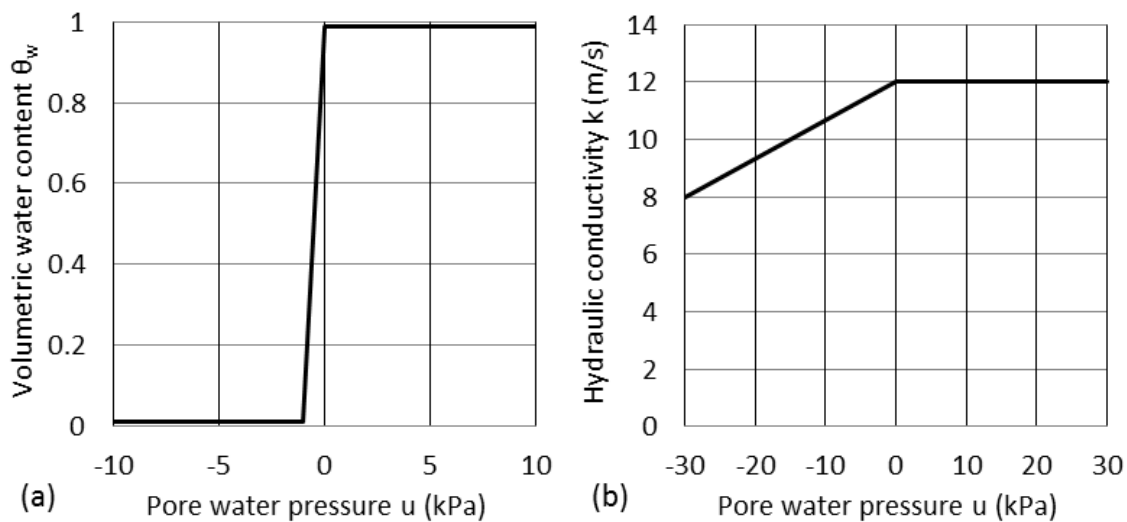 Volumetric water content θw
1
0.8
0.6
0.4
0.2
0
-10 -5 0 5 10
(a) Pore water pressure u (kPa)
Hydraulic conductivity k (m/s)
14
12
10
8
6
4
2
0
-30 -20 -10 0 10 20 30
(b) Pore water pressure u (kPa)